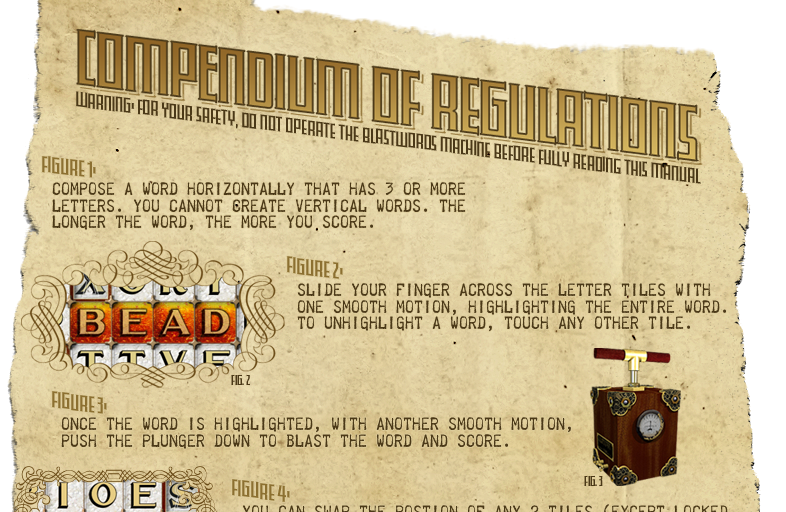 COMPENDIUM OF REGULATIONS
WARNING: FOR YOUR SAFETY, DO NOT OPERATE THE BLASTWORDS MACHINE BEFORE FULLY READING THIS MANUAL
FIGURE 1:
COMPOSE A WORD HORIZONTALLY THAT HAS 3 OR MORE
LETTERS. YOU CANNOT CREATE VERTICAL WORDS. THE
LONGER THE WORD, THE MORE YOU SCORE.
FIGURE 2:
SLIDE YOUR FINGER ACROSS THE LETTER TILES WITH
ONE SMOOTH MOTION, HIGHLIGHTING THE ENTIRE WORD.
TO UNHIGHLIGHT A WORD, TOUCH ANY OTHER TILE.
BEAD
FIG. 2
FIGURE 3:
ONCE THE WORD IS HIGHLIGHTED, WITH ANOTHER SMOOTH MOTION,
PUSH THE PLUNGER DOWN TO BLAST THE WORD AND SCORE.
FIG. 3
IOES
FIGURE 4:
YOU CAN SWAP THE POSTION OF ANY 2 TILES (EXCEPT LOCKED